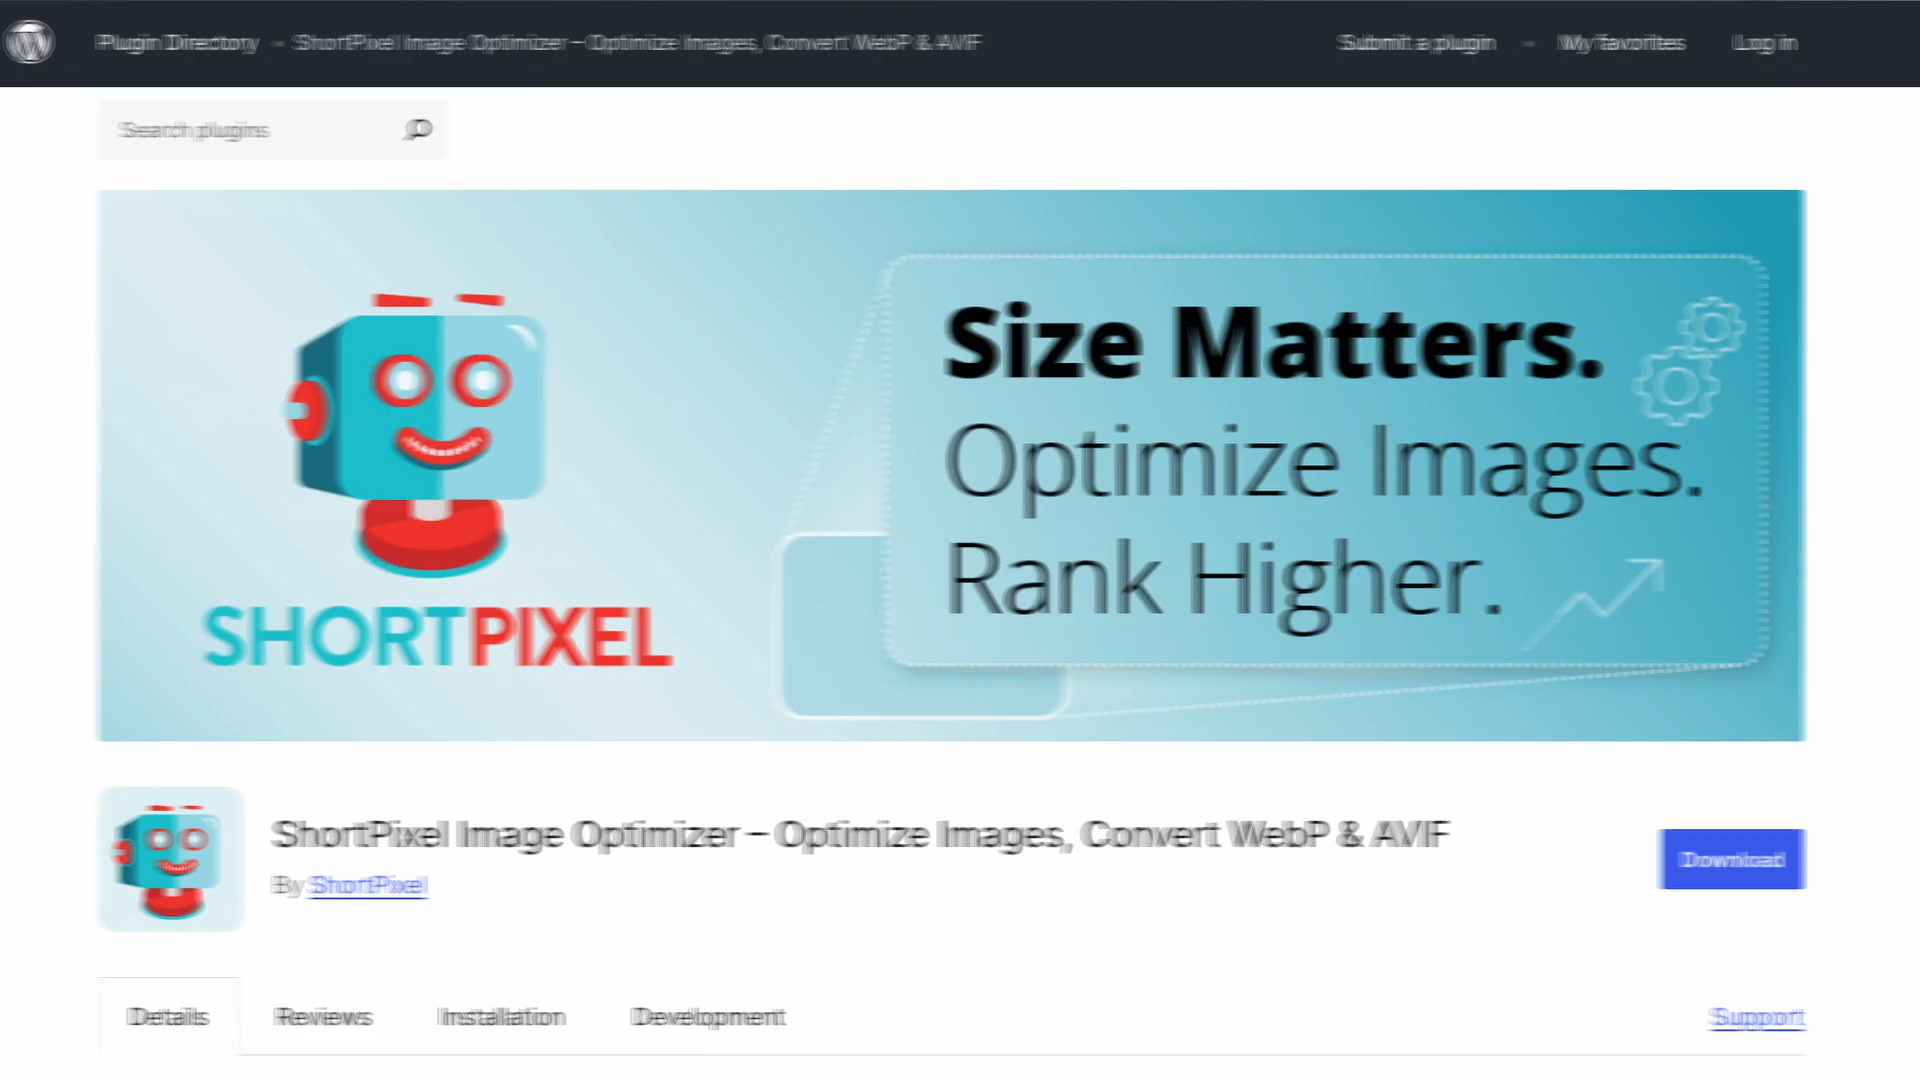 Plugin Directory – ShortPixel Image Optimizer – Optimize Images, Convert WebP & AVIF
Submit a plugin – My favorites Log in
Search plugins
Size Matters.
Optimize Images.
Rank Higher.
SHORTPIXEL
ShortPixel Image Optimizer – Optimize Images, Convert WebP & AVIF
By ShortPixel
Download
Details Reviews Installation Development Support